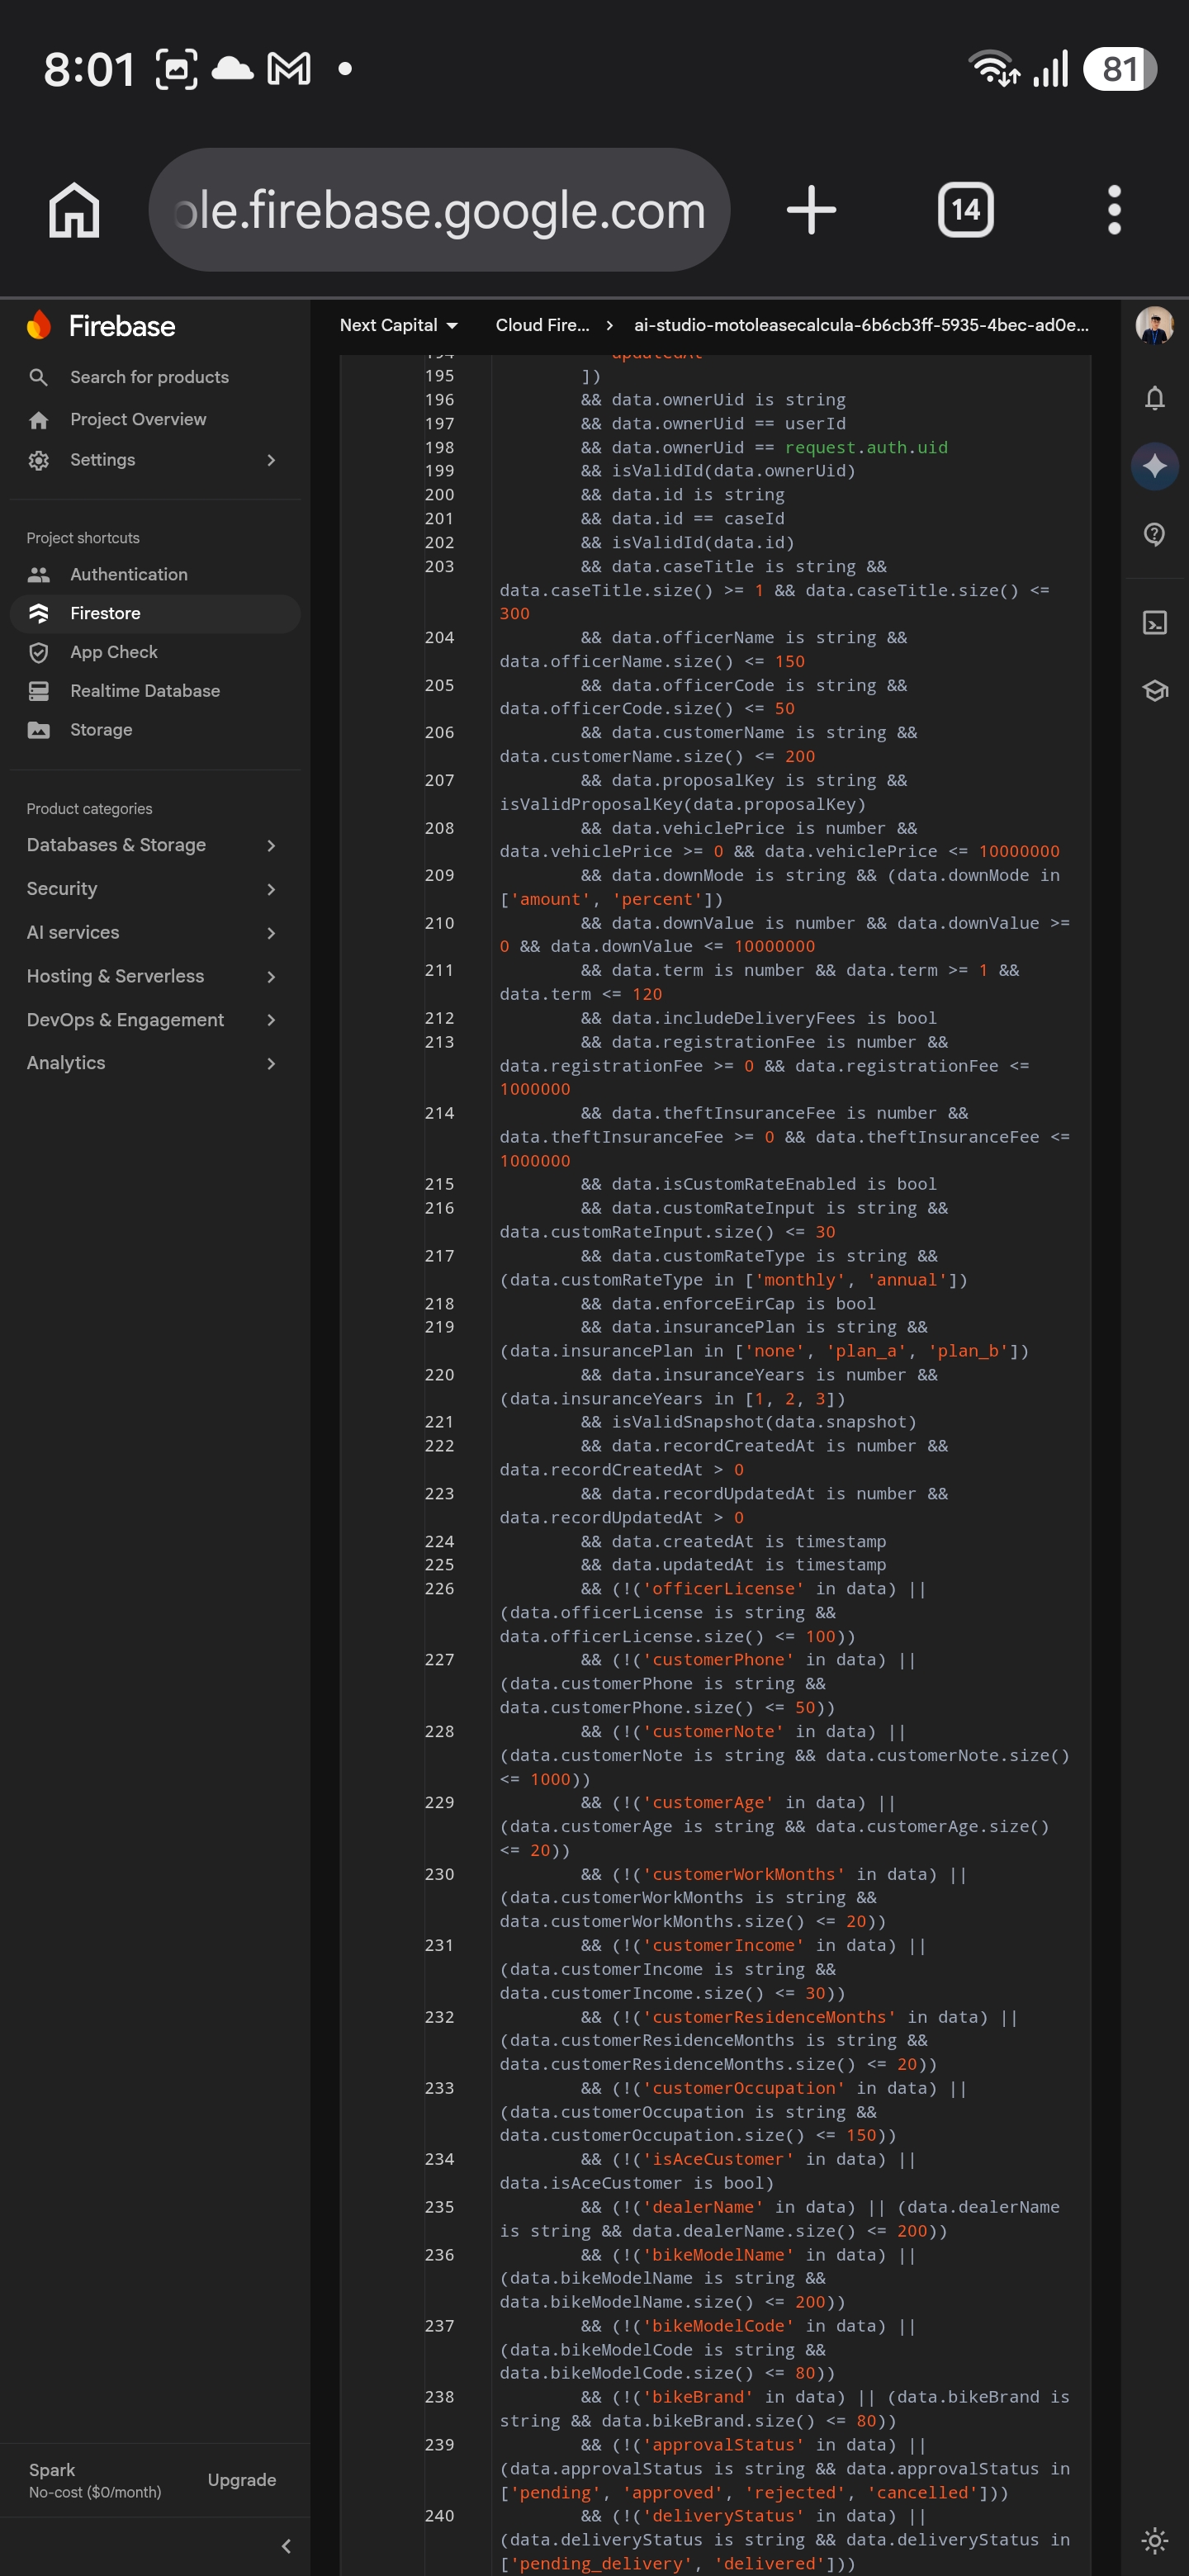 8:01
81
ole.firebase.google.com
14
Firebase
Search for products
Project Overview
Settings
Project shortcuts
Authentication
Firestore
App Check
Realtime Database
Storage
Product categories
Databases & Storage
Security
AI services
Hosting & Serverless
DevOps & Engagement
Analytics
Spark
No-cost ($0/month)
Upgrade
Next Capital
Cloud Fire...
ai-studio-motoleasecalcula-6b6cb3ff-5935-4bec-ad0e...
194 updatedAt
195 ])
196 && data.ownerUid is string
197 && data.ownerUid == userId
198 && data.ownerUid == request.auth.uid
199 && isValidId(data.ownerUid)
200 && data.id is string
201 && data.id == caseId
202 && isValidId(data.id)
203 && data.caseTitle is string &&
data.caseTitle.size() >= 1 && data.caseTitle.size() <=
300
204 && data.officerName is string &&
data.officerName.size() <= 150
205 && data.officerCode is string &&
data.officerCode.size() <= 50
206 && data.customerName is string &&
data.customerName.size() <= 200
207 && data.proposalKey is string &&
isValidProposalKey(data.proposalKey)
208 && data.vehiclePrice is number &&
data.vehiclePrice >= 0 && data.vehiclePrice <= 10000000
209 && data.downMode is string && (data.downMode in
['amount', 'percent'])
210 && data.downValue is number && data.downValue >=
0 && data.downValue <= 10000000
211 && data.term is number && data.term >= 1 &&
data.term <= 120
212 && data.includeDeliveryFees is bool
213 && data.registrationFee is number &&
data.registrationFee >= 0 && data.registrationFee <=
1000000
214 && data.theftInsuranceFee is number &&
data.theftInsuranceFee >= 0 && data.theftInsuranceFee <=
1000000
215 && data.isCustomRateEnabled is bool
216 && data.customRateInput is string &&
data.customRateInput.size() <= 30
217 && data.customRateType is string &&
(data.customRateType in ['monthly', 'annual'])
218 && data.enforceEirCap is bool
219 && data.insurancePlan is string &&
(data.insurancePlan in ['none', 'plan_a', 'plan_b'])
220 && data.insuranceYears is number &&
(data.insuranceYears in [1, 2, 3])
221 && isValidSnapshot(data.snapshot)
222 && data.recordCreatedAt is number &&
data.recordCreatedAt > 0
223 && data.recordUpdatedAt is number &&
data.recordUpdatedAt > 0
224 && data.createdAt is timestamp
225 && data.updatedAt is timestamp
226 && (!('officerLicense' in data) ||
(data.officerLicense is string &&
data.officerLicense.size() <= 100))
227 && (!('customerPhone' in data) ||
(data.customerPhone is string &&
data.customerPhone.size() <= 50))
228 && (!('customerNote' in data) ||
(data.customerNote is string && data.customerNote.size()
<= 1000))
229 && (!('customerAge' in data) ||
(data.customerAge is string && data.customerAge.size()
<= 20))
230 && (!('customerWorkMonths' in data) ||
(data.customerWorkMonths is string &&
data.customerWorkMonths.size() <= 20))
231 && (!('customerIncome' in data) ||
(data.customerIncome is string &&
data.customerIncome.size() <= 30))
232 && (!('customerResidenceMonths' in data) ||
(data.customerResidenceMonths is string &&
data.customerResidenceMonths.size() <= 20))
233 && (!('customerOccupation' in data) ||
(data.customerOccupation is string &&
data.customerOccupation.size() <= 150))
234 && (!('isAceCustomer' in data) ||
data.isAceCustomer is bool)
235 && (!('dealerName' in data) || (data.dealerName
is string && data.dealerName.size() <= 200))
236 && (!('bikeModelName' in data) ||
(data.bikeModelName is string &&
data.bikeModelName.size() <= 200))
237 && (!('bikeModelCode' in data) ||
(data.bikeModelCode is string &&
data.bikeModelCode.size() <= 80))
238 && (!('bikeBrand' in data) || (data.bikeBrand is
string && data.bikeBrand.size() <= 80))
239 && (!('approvalStatus' in data) ||
(data.approvalStatus is string && data.approvalStatus in
['pending', 'approved', 'rejected', 'cancelled']))
240 && (!('deliveryStatus' in data) ||
(data.deliveryStatus is string && data.deliveryStatus in
['pending_delivery', 'delivered']))